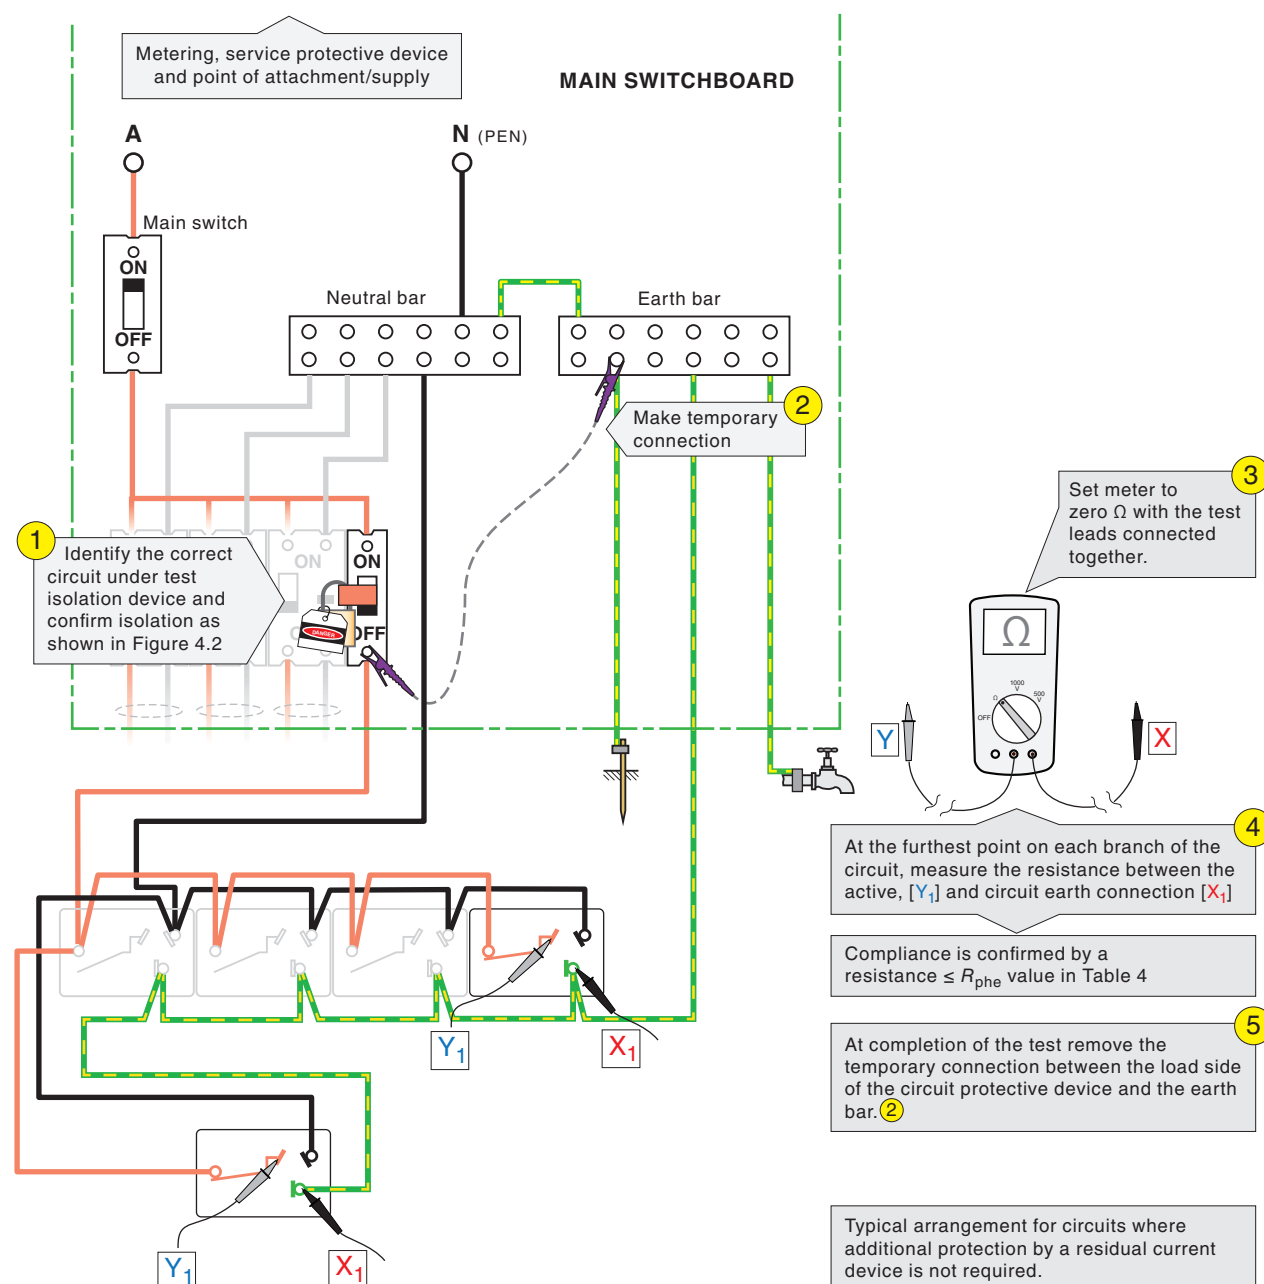 Metering, service protective device
and point of attachment/supply
MAIN SWITCHBOARD
A
N (PEN)
Main switch
ON
OFF
Neutral bar
Earth bar
2
Make temporary
connection
3
Set meter to
zero Ω with the test
leads connected
together.
1
Identify the correct
circuit under test
isolation device and
confirm isolation as
shown in Figure 4.2
ON
ON
DANGER
O
OFF
Ω
1000
V
500
V
Ω
OFF
Y
X
4
At the furthest point on each branch of the
circuit, measure the resistance between the
active, [Y1] and circuit earth connection [X1]
Compliance is confirmed by a
resistance ≤ Rphe value in Table 4
5
At completion of the test remove the
temporary connection between the load side
of the circuit protective device and the earth
bar. 2
Y1
X1
Y1
X1
Typical arrangement for circuits where
additional protection by a residual current
device is not required.